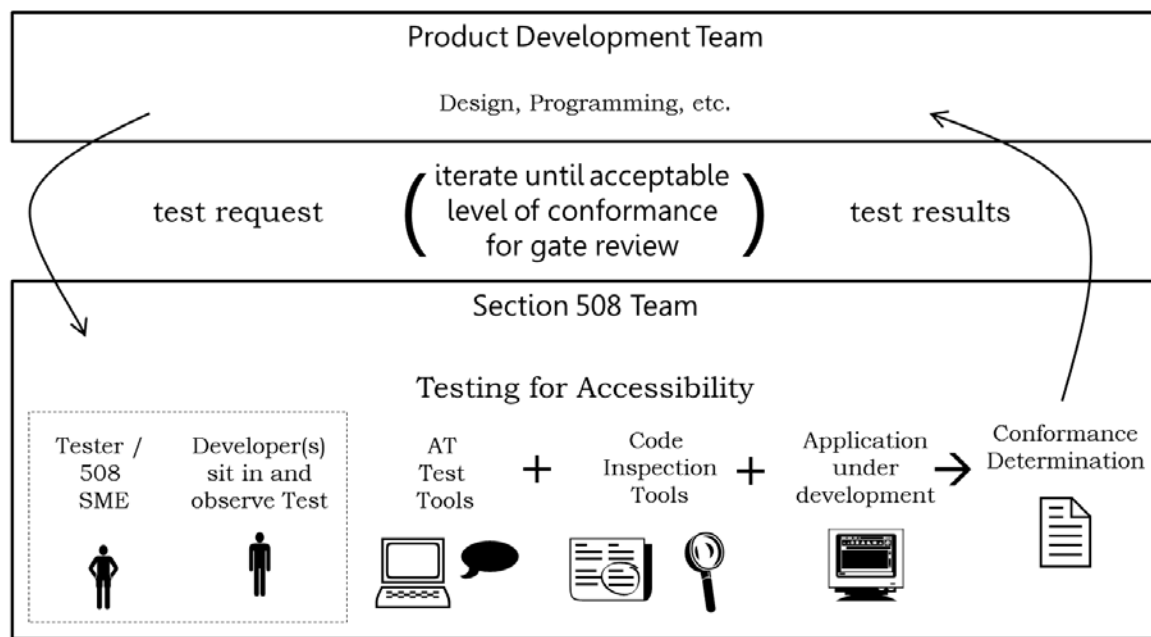 Product Development Team
Design, Programming, etc.
test request
( iterate until acceptable
level of conformance
for gate review )
test results
Section 508 Team
Testing for Accessibility
Tester /
508
SME
Developer(s)
sit in and
observe Test
AT
Test
Tools
+
Code
Inspection
Tools
+
Application
under
development
Conformance
Determination